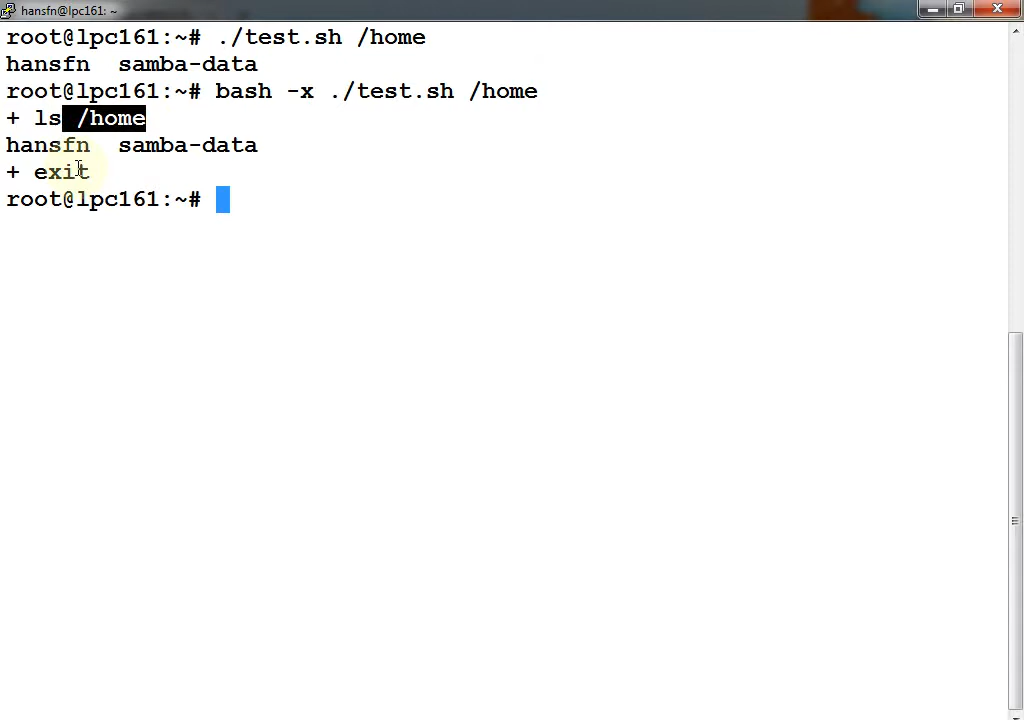 hansfn@lpc161: ~
root@lpc161:~# ./test.sh /home
hansfn  samba-data
root@lpc161:~# bash -x ./test.sh /home
+ ls /home
hansfn  samba-data
+ exit
root@lpc161:~#